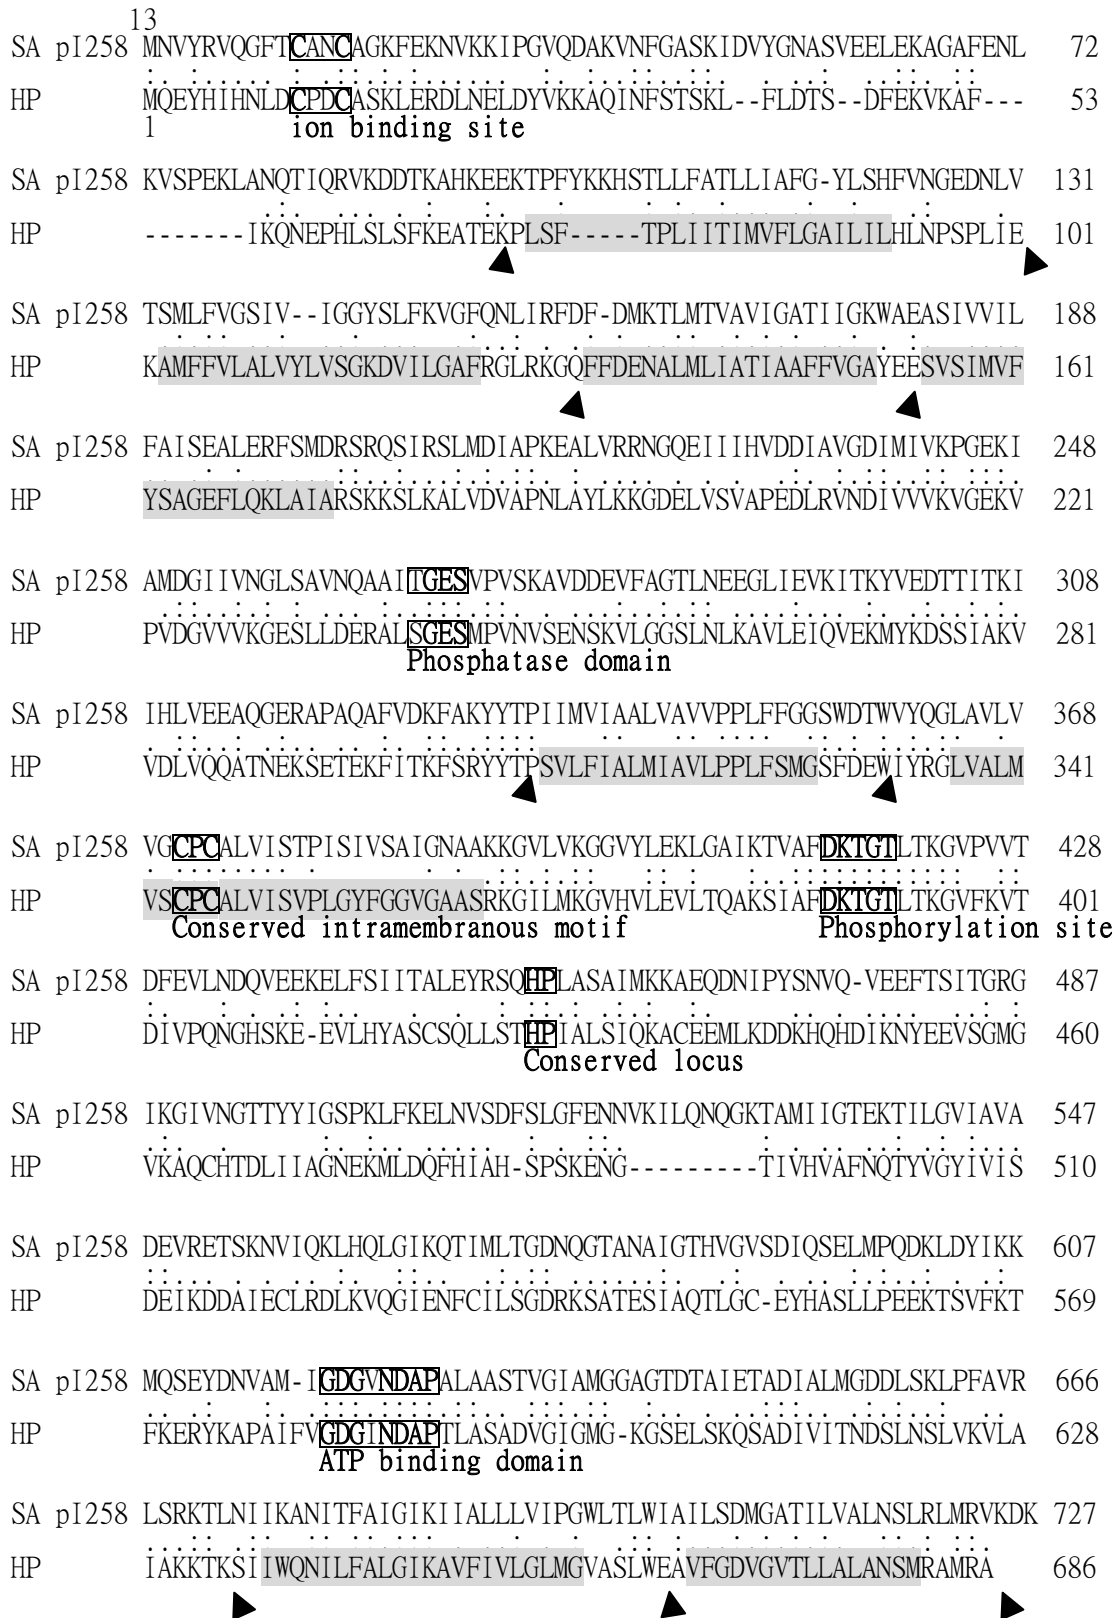 13
SA pI258 MNVYRVQGFTCANCAGKFEKNVKKIPGVQDAKVNFGASKIDVYGNASVEELEKAGAFENL 72
HP MQEYHIHNLDCPDCASKLERDLNELDYVKKAQINFSTSKL--FLDTS--DFEKVKAF--- 53
1
ion binding site
SA pI258 KVSPEKLANQTIQRVKDDTKAHKEEKTPFYKKHSTLLFATLLIAFG-YLSHFVNGEDNLV 131
HP -------IKQNEPHLSLSFKEATEKPLSF-----TPLIITIMVFLGAILILHLNPSPLIE 101
SA pI258 TSMLFVGSIV--IGGYSLFKVGFQNLIRFDF-DMKTLMTVAVIGATIIGKWAEASIVVIL 188
HP KAMFFVLALVYLVSGKDVILGAFRGLRKGQFFDENALMLIATIAAFFVGAYEESVSIMVF 161
SA pI258 FAISEALERFSMDRSRQSIRSLMDIAPKEALVRRNGQEIIIHVDDIAVGDIMIVKPGEKI 248
HP YSAGEFLQKLAIARSKKSLKALVDVAPNLAYLKKGDELVSVAPEDLRVNDIVVVKVGEKV 221
SA pI258 AMDGIIVNGLSAVNQAAITGESVPVSKAVDDEVFAGTLNEEGLIEVKITKYVEDTTITKI 308
HP PVDGVVVKGESLLDERALSGESMPVNVSENSKVLGGSLNLKAVLEIQVEKMYKDSSIAKV 281
Phosphatase domain
SA pI258 IHLVEEAQGERAPAQAFVDKFAKYYTPIIMVIAALVAVVPPLFFGGSWDTWVYQGLAVLV 368
HP VDLVQQATNEKSETEKFITKFSRYYTPSVLFIALMIAVLPPLFSMGSFDEWIYRGLVALM 341
SA pI258 VGCPCALVISTPISIVSAIGNAAKKGVLVKGGVYLEKLGAIKTVAFDKTGTLTKGVPVVT 428
HP VSCPCALVISVPLGYFGGVGAASRKGILMKGVHVLEVLTQAKSIAFDKTGTLTKGVFKVT 401
Conserved intramembranous motif Phosphorylation site
SA pI258 DFEVLNDQVEEKELFSIITALEYRSQHPLASAIMKKAEQDNIPYSNVQ-VEEFTSITGRG 487
HP DIVPQNGHSKE-EVLHYASCSQLLSTHPIALSIQKACEEMLKDDKHQHDIKNYEEVSGMG 460
Conserved locus
SA pI258 IKGIVNGTTYYIGSPKLFKELNVSDFSLGFENNVKILQNQGKTAMIIGTEKTILGVIAVA 547
HP VKAQCHTDLIIAGNEKMLDQFHIAH-SPSKENG---------TIVHVAFNQTYVGYIVIS 510
SA pI258 DEVRETSKNVIQKLHQLGIKQTIMLTGDNQGTANAIGTHVGVSDIQSELMPQDKLDYIKK 607
HP DEIKDDAIECLRDLKVQGIENFCILSGDRKSATESIAQTLGC-EYHASLLPEEKTSVFKT 569
SA pI258 MQSEYDNVAM-IGDGVNDAPALAASTVGIAMGGAGTDTAIETADIALMGDDLSKLPFAVR 666
HP FKERYKAPAIFVGDGINDAPTLASADVGIGMG-KGSELSKQSADIVITNDSLNSLVKVLA 628
ATP binding domain
SA pI258 LSRKTLNIIKANITFAIGIKIIALLLVIPGWLTLWIAILSDMGATILVALNSLRLMRVKDK 727
HP IAKKTKSIIWQNILFALGIKAVFIVLGLMGVASLWEAVFGDVGVTLLALANSMRAMRA 686